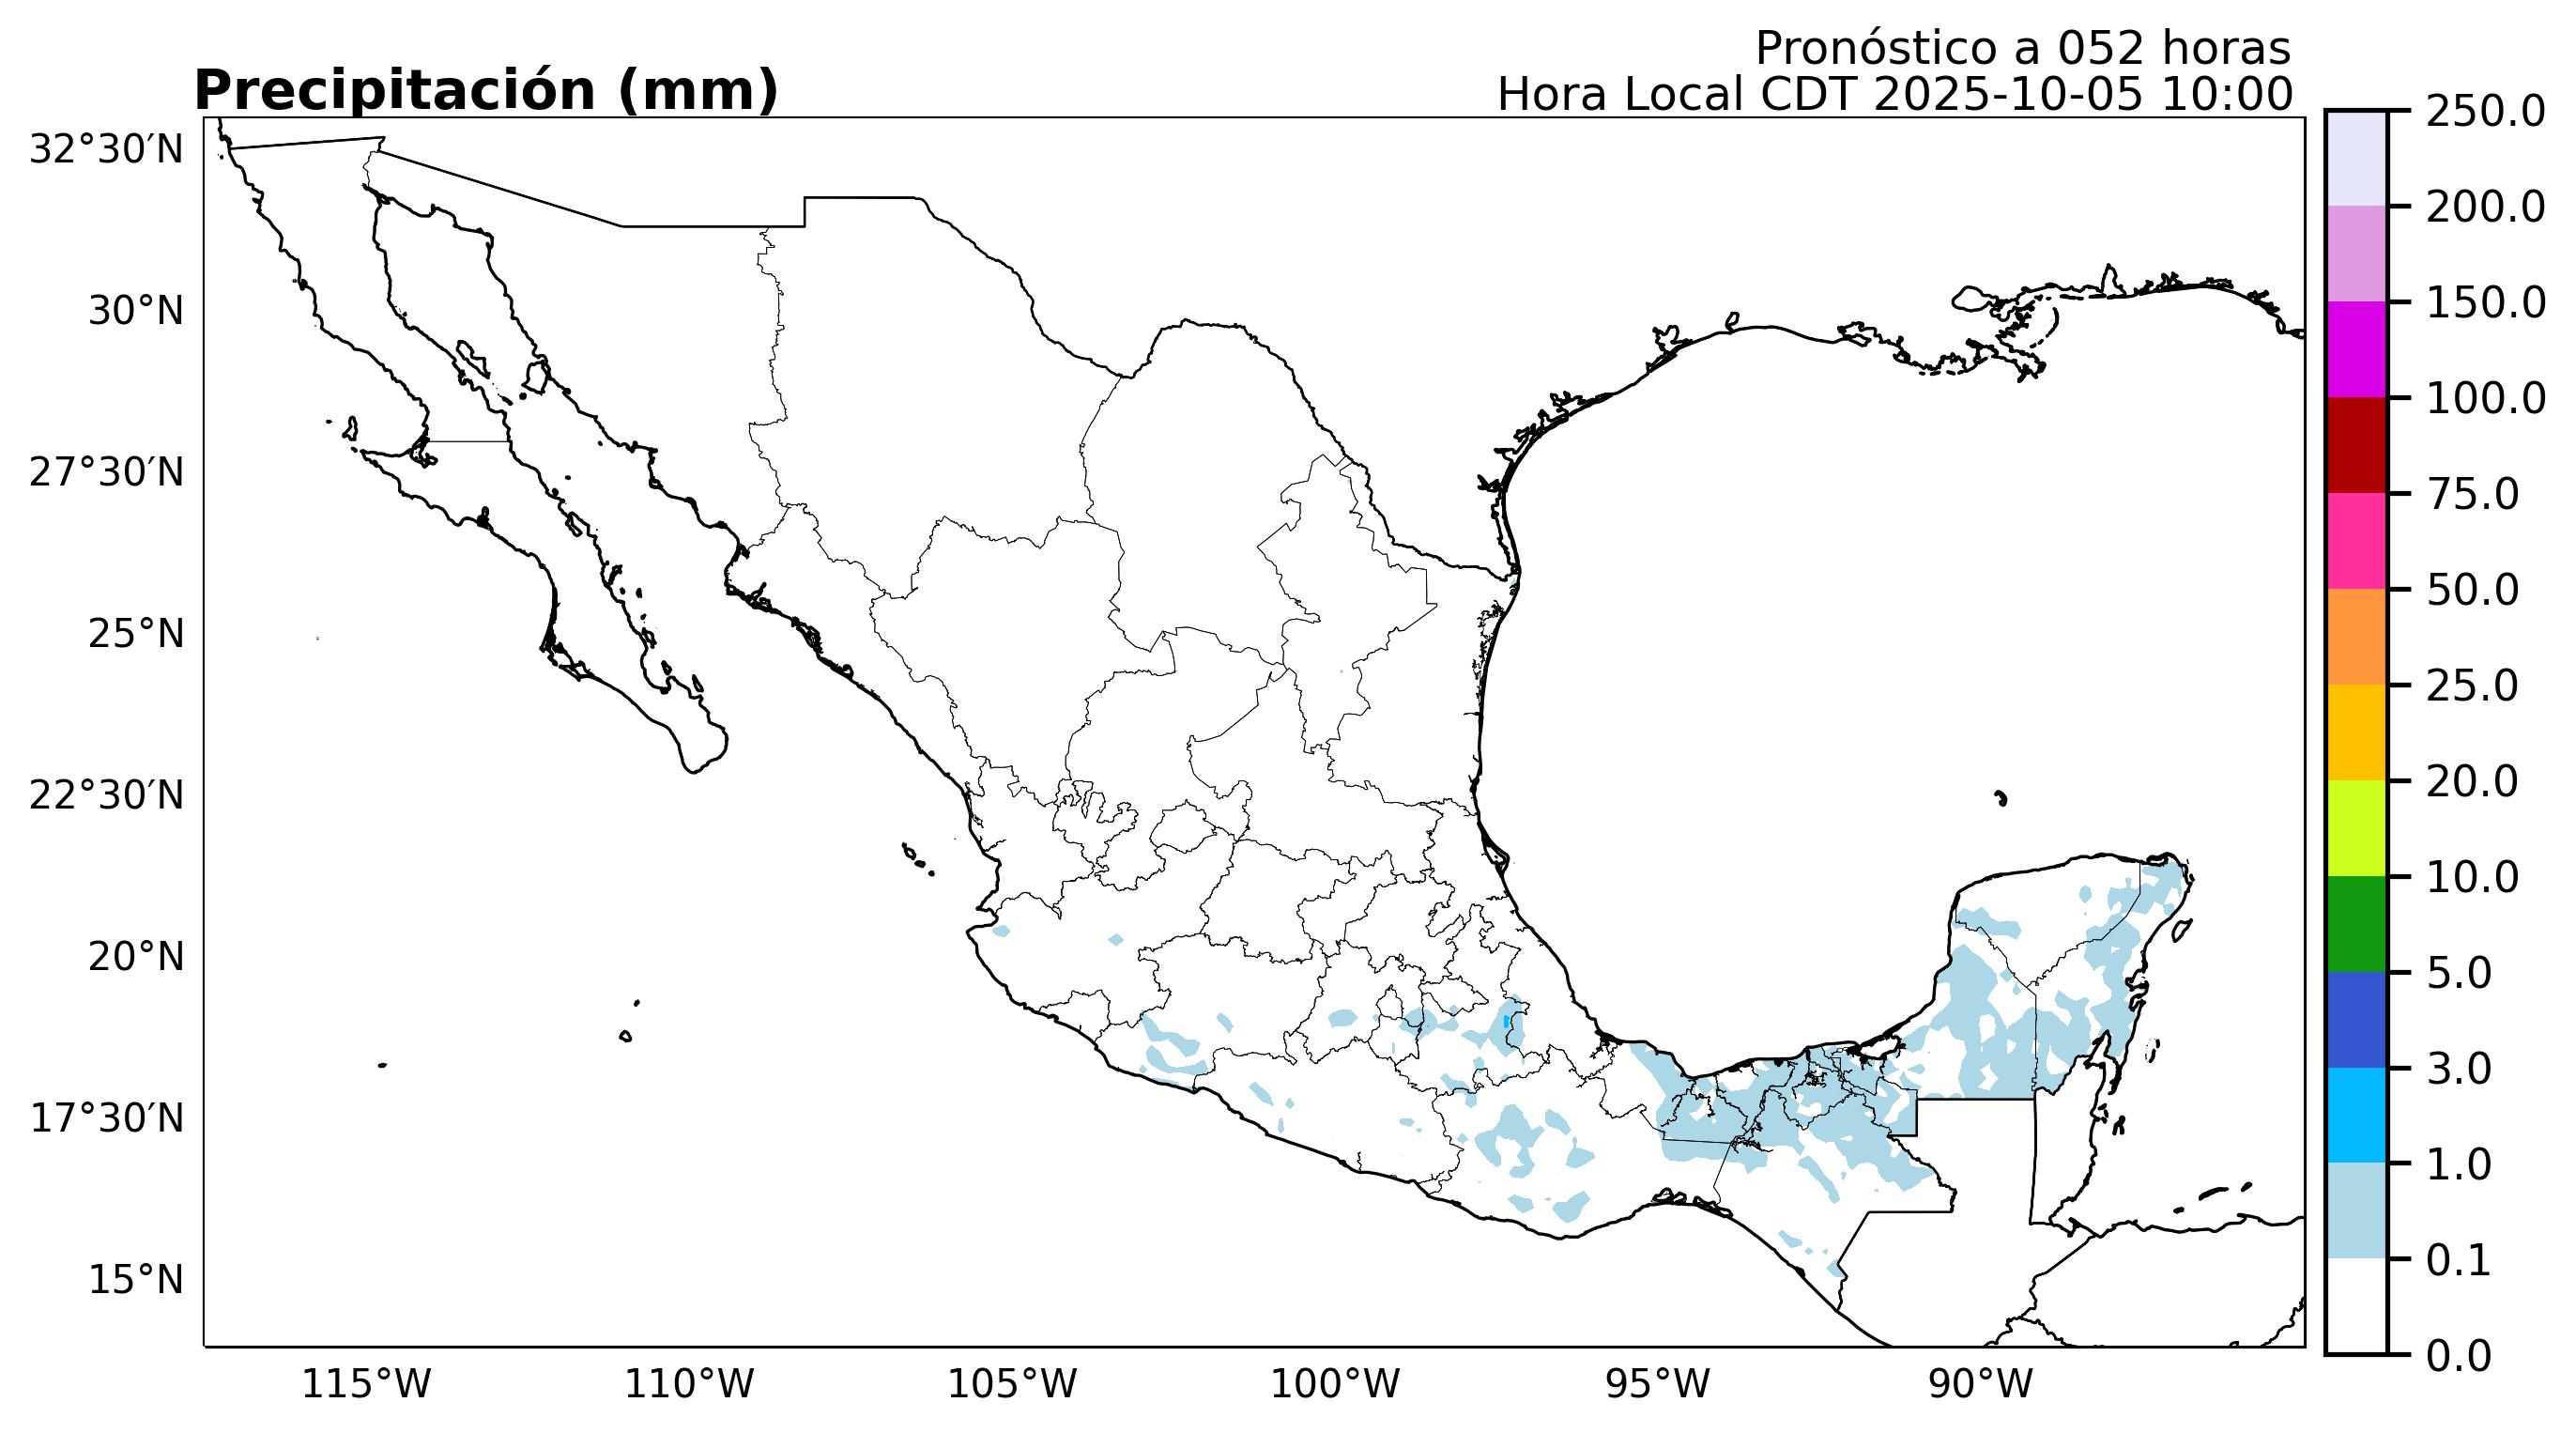 Pronóstico a 052 horas
Precipitación (mm)
Hora Local CDT 2025-10-05 10:00
32°30′N
30°N
27°30′N
25°N
22°30′N
20°N
17°30′N
15°N
115°W
110°W
105°W
100°W
95°W
90°W
250.0
200.0
150.0
100.0
75.0
50.0
25.0
20.0
10.0
5.0
3.0
1.0
0.1
0.0